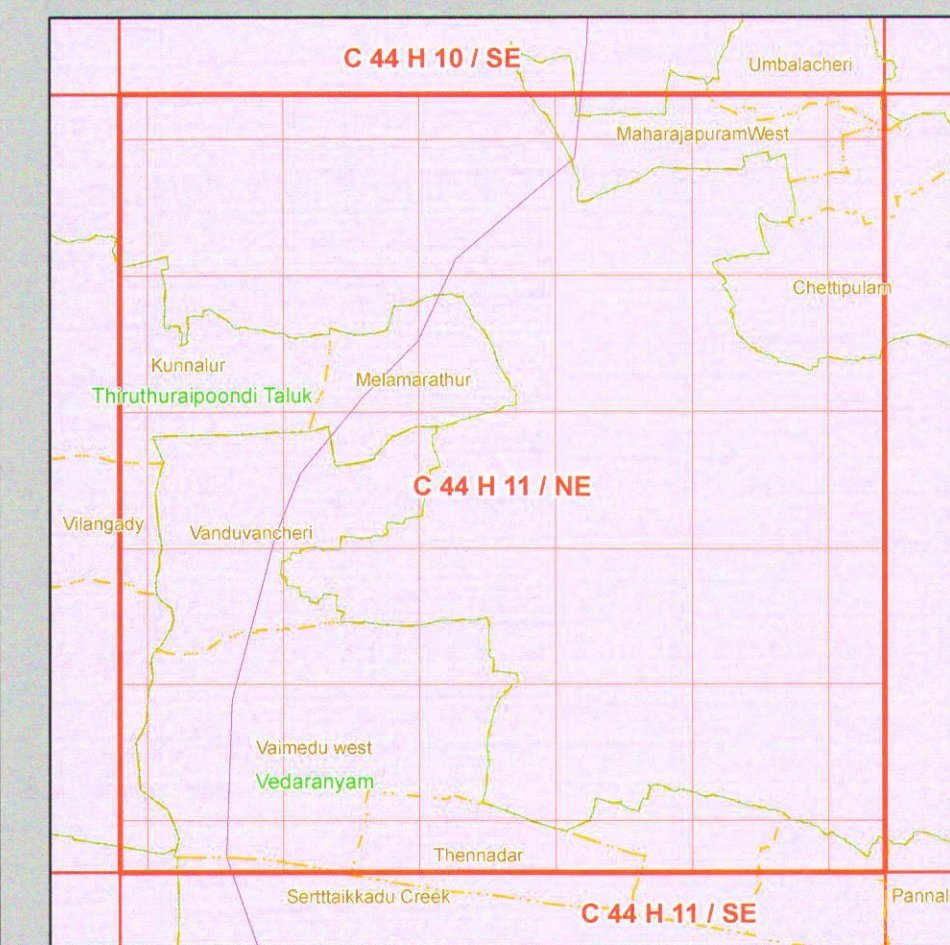 C 44 H 10 / SE
Umbalacheri
MaharajapuramWest
Chettipulam
Kunnalur
Melamarathur
Thiruthuraipoondi Taluk
C 44 H 11 / NE
Vilangady
Vanduvancheri
Vaimedu west
Vedaranyam
Thennadar
Sertttaikkadu Creek
Pannal
C 44 H 11 / SE